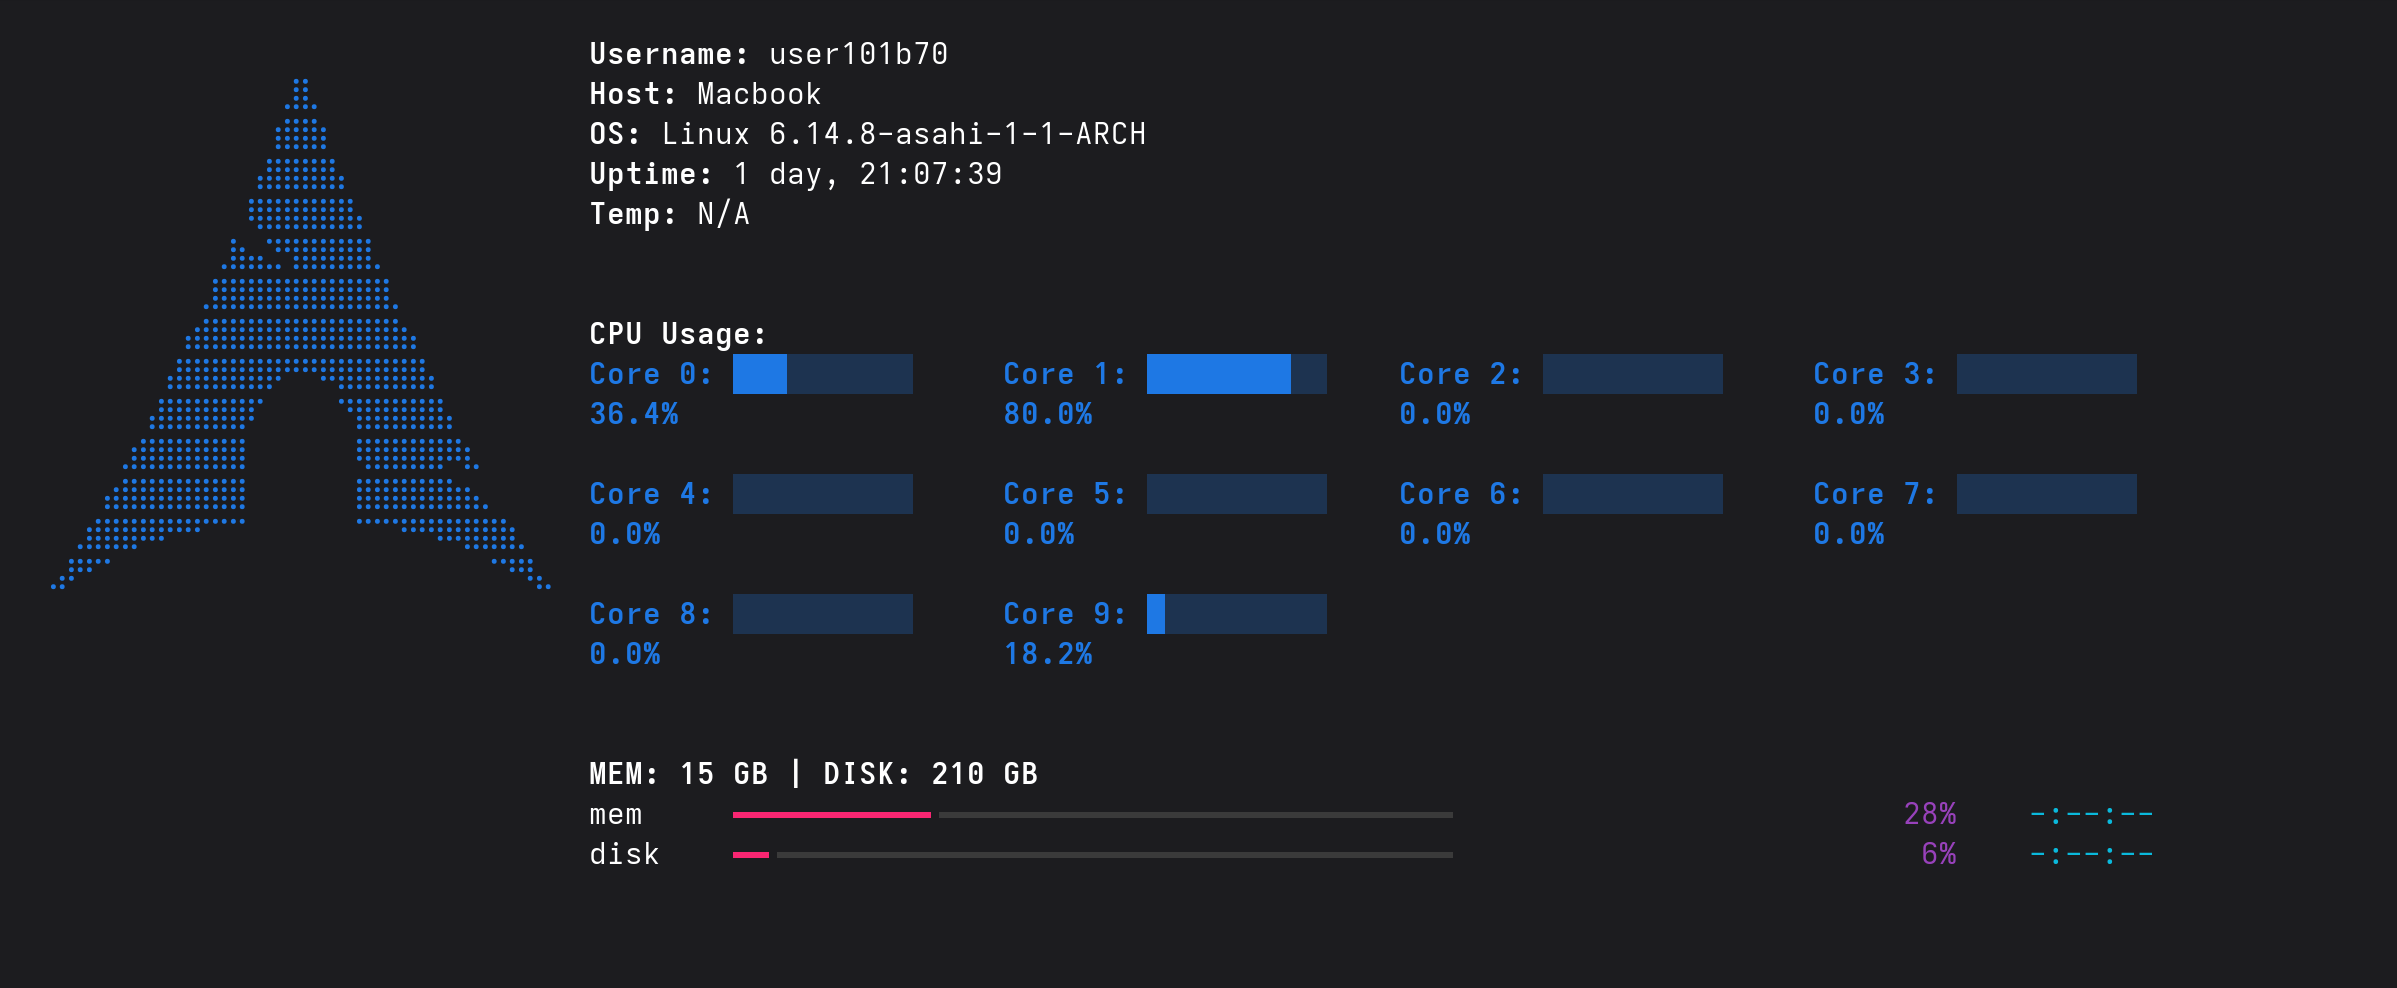 Username: user101b70
Host: Macbook
OS: Linux 6.14.8-asahi-1-1-ARCH
Uptime: 1 day, 21:07:39
Temp: N/A
CPU Usage:
Core 0: Core 1: Core 2: Core 3:
36.4% 80.0% 0.0% 0.0%
Core 4: Core 5: Core 6: Core 7:
0.0% 0.0% 0.0% 0.0%
Core 8: Core 9:
0.0% 18.2%
MEM: 15 GB | DISK: 210 GB
mem 28% -:--:--
disk 6% -:--:--